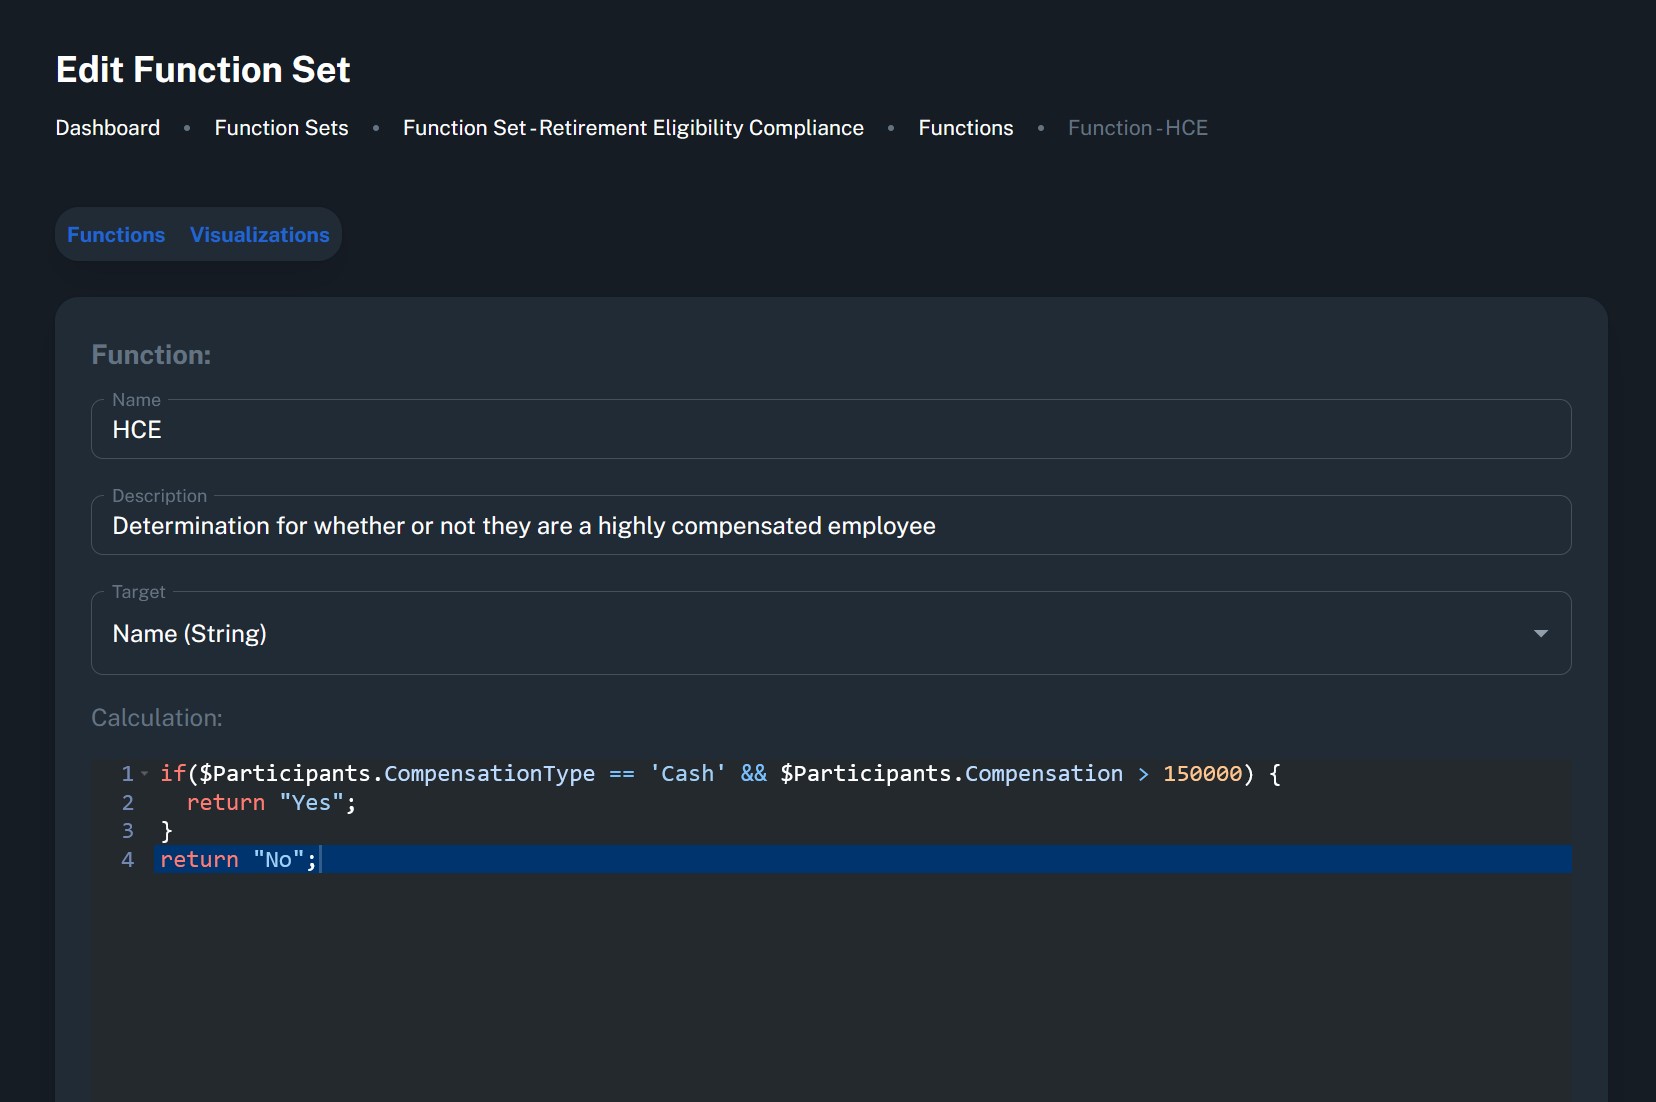 Edit Function Set
Dashboard • Function Sets • Function Set - Retirement Eligibility Compliance • Functions • Function - HCE
Functions Visualizations
Function:
Name
HCE
Description
Determination for whether or not they are a highly compensated employee
Target
Name (String)
Calculation:
1 if($Participants.CompensationType == 'Cash' && $Participants.Compensation > 150000) {
2   return "Yes";
3 }
4 return "No";